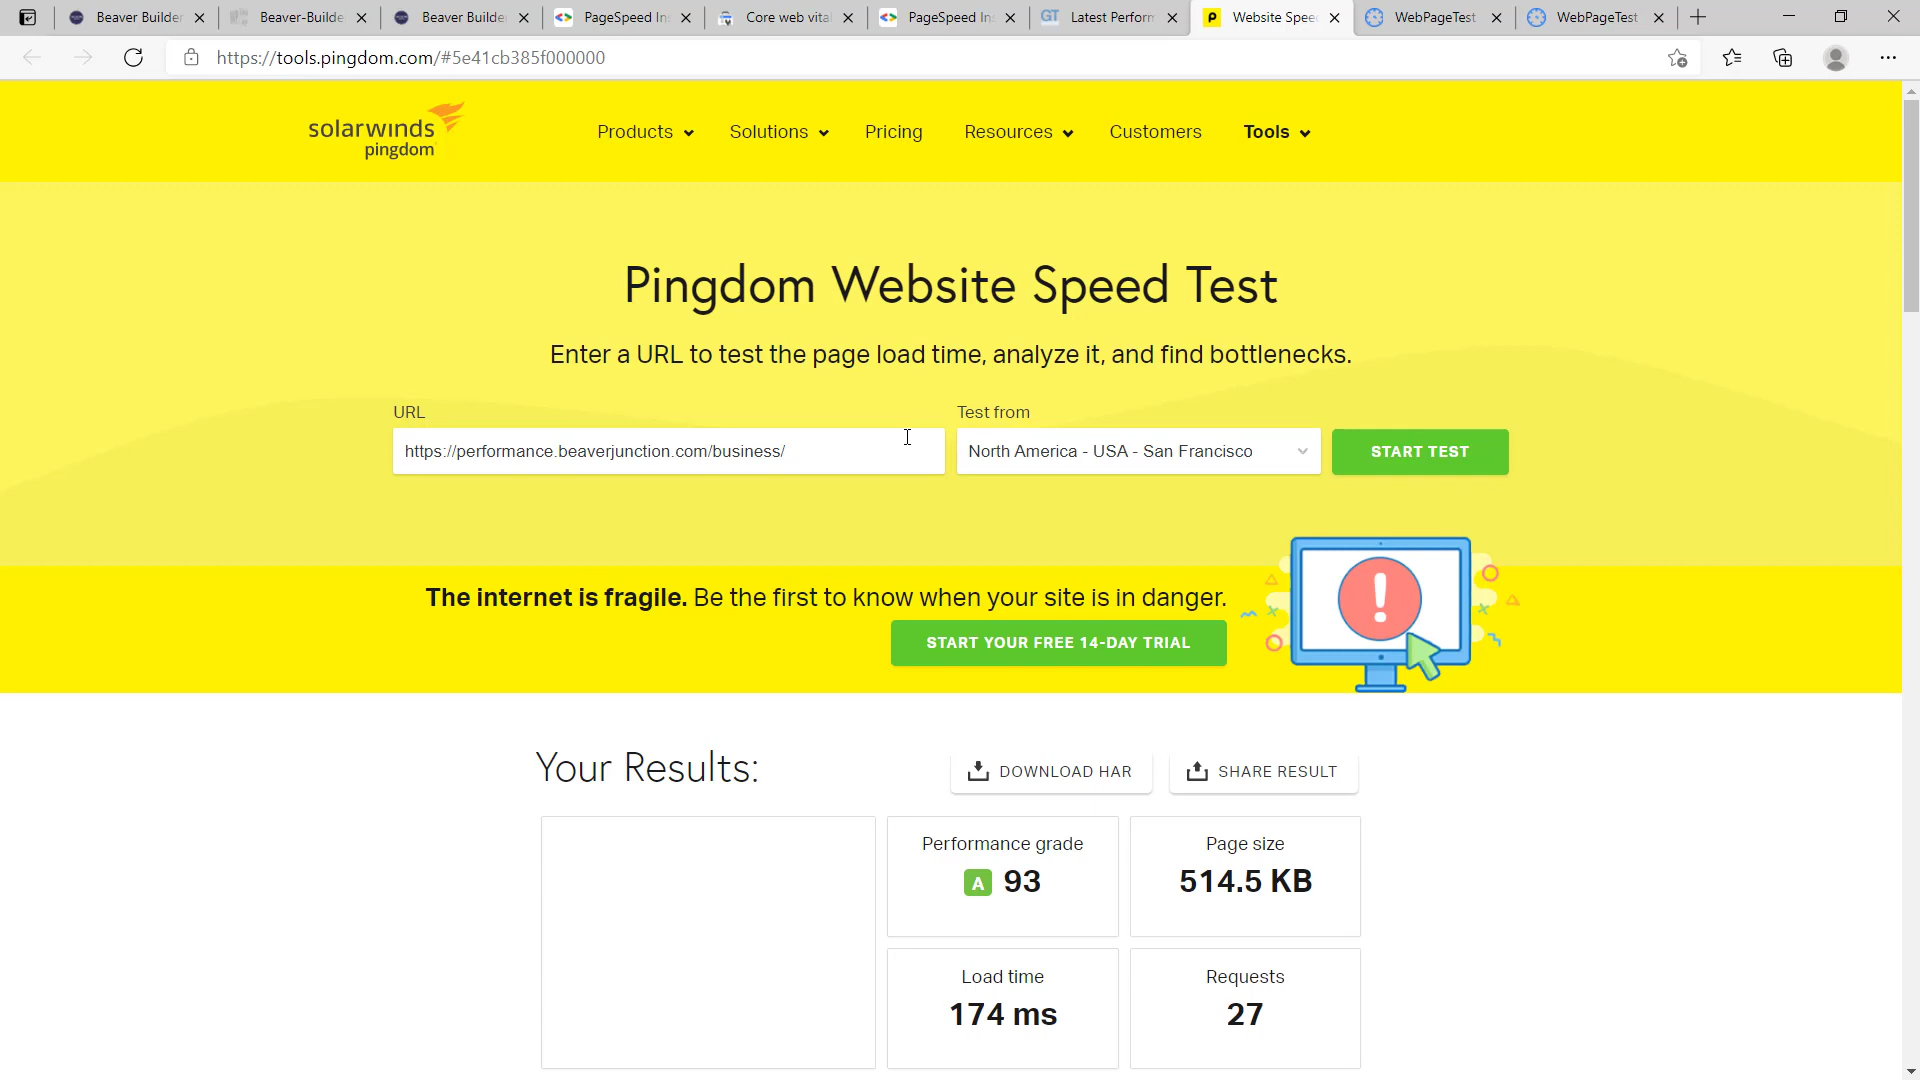 Beaver Builder
Beaver-Builde
Beaver Builde
PageSpeed In
Core web vita
PageSpeed In
GT
Latest Perform
Website Spee
WebPageTest
WebPageTest
https://tools.pingdom.com/#5e41cb385f000000
solarwinds
pingdom
Products
Solutions
Pricing
Resources
Customers
Tools
Pingdom Website Speed Test
Enter a URL to test the page load time, analyze it, and find bottlenecks.
URL
Test from
https://performance.beaverjunction.com/business/
North America - USA - San Francisco
START TEST
The internet is fragile. Be the first to know when your site is in danger.
START YOUR FREE 14-DAY TRIAL
!
Your Results:
DOWNLOAD HAR
SHARE RESULT
Performance grade
A 93
Page size
514.5 KB
Load time
174 ms
Requests
27